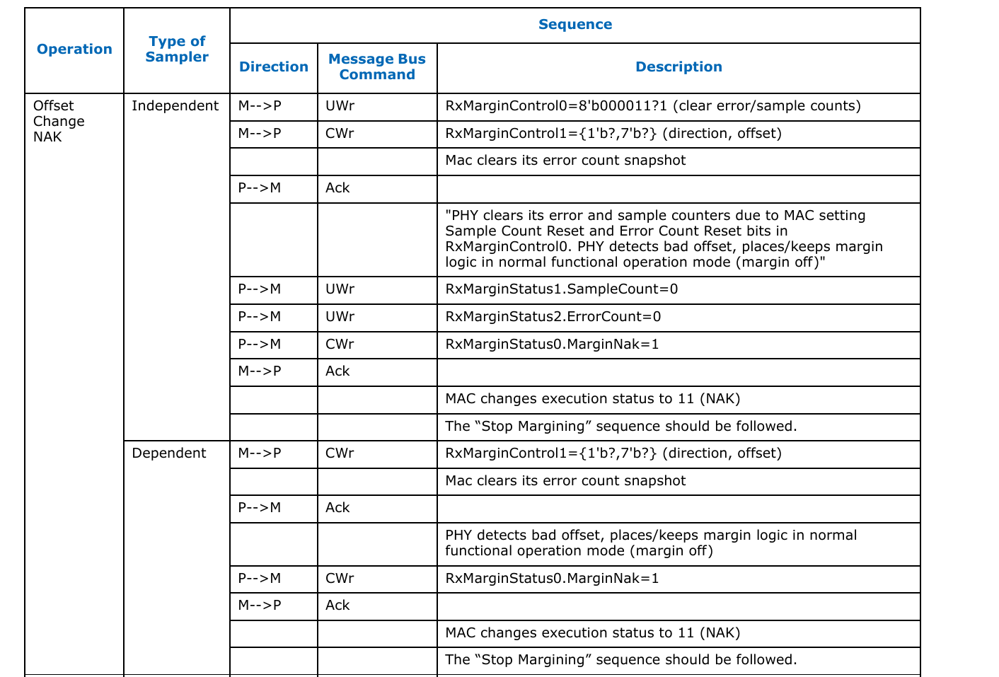 Operation
Type of
Sampler
Sequence
Direction
Message Bus
Command
Description
Offset
Change
NAK
Independent
M-->P UWr RxMarginControl0=8'b000011?1 (clear error/sample counts)
M-->P CWr RxMarginControl1={1'b?,7'b?} (direction, offset)
Mac clears its error count snapshot
P-->M Ack
"PHY clears its error and sample counters due to MAC setting
Sample Count Reset and Error Count Reset bits in
RxMarginControl0. PHY detects bad offset, places/keeps margin
logic in normal functional operation mode (margin off)"
P-->M UWr RxMarginStatus1.SampleCount=0
P-->M UWr RxMarginStatus2.ErrorCount=0
P-->M CWr RxMarginStatus0.MarginNak=1
M-->P Ack
MAC changes execution status to 11 (NAK)
The “Stop Margining” sequence should be followed.
Dependent
M-->P CWr RxMarginControl1={1'b?,7'b?} (direction, offset)
Mac clears its error count snapshot
P-->M Ack
PHY detects bad offset, places/keeps margin logic in normal
functional operation mode (margin off)
P-->M CWr RxMarginStatus0.MarginNak=1
M-->P Ack
MAC changes execution status to 11 (NAK)
The “Stop Margining” sequence should be followed.